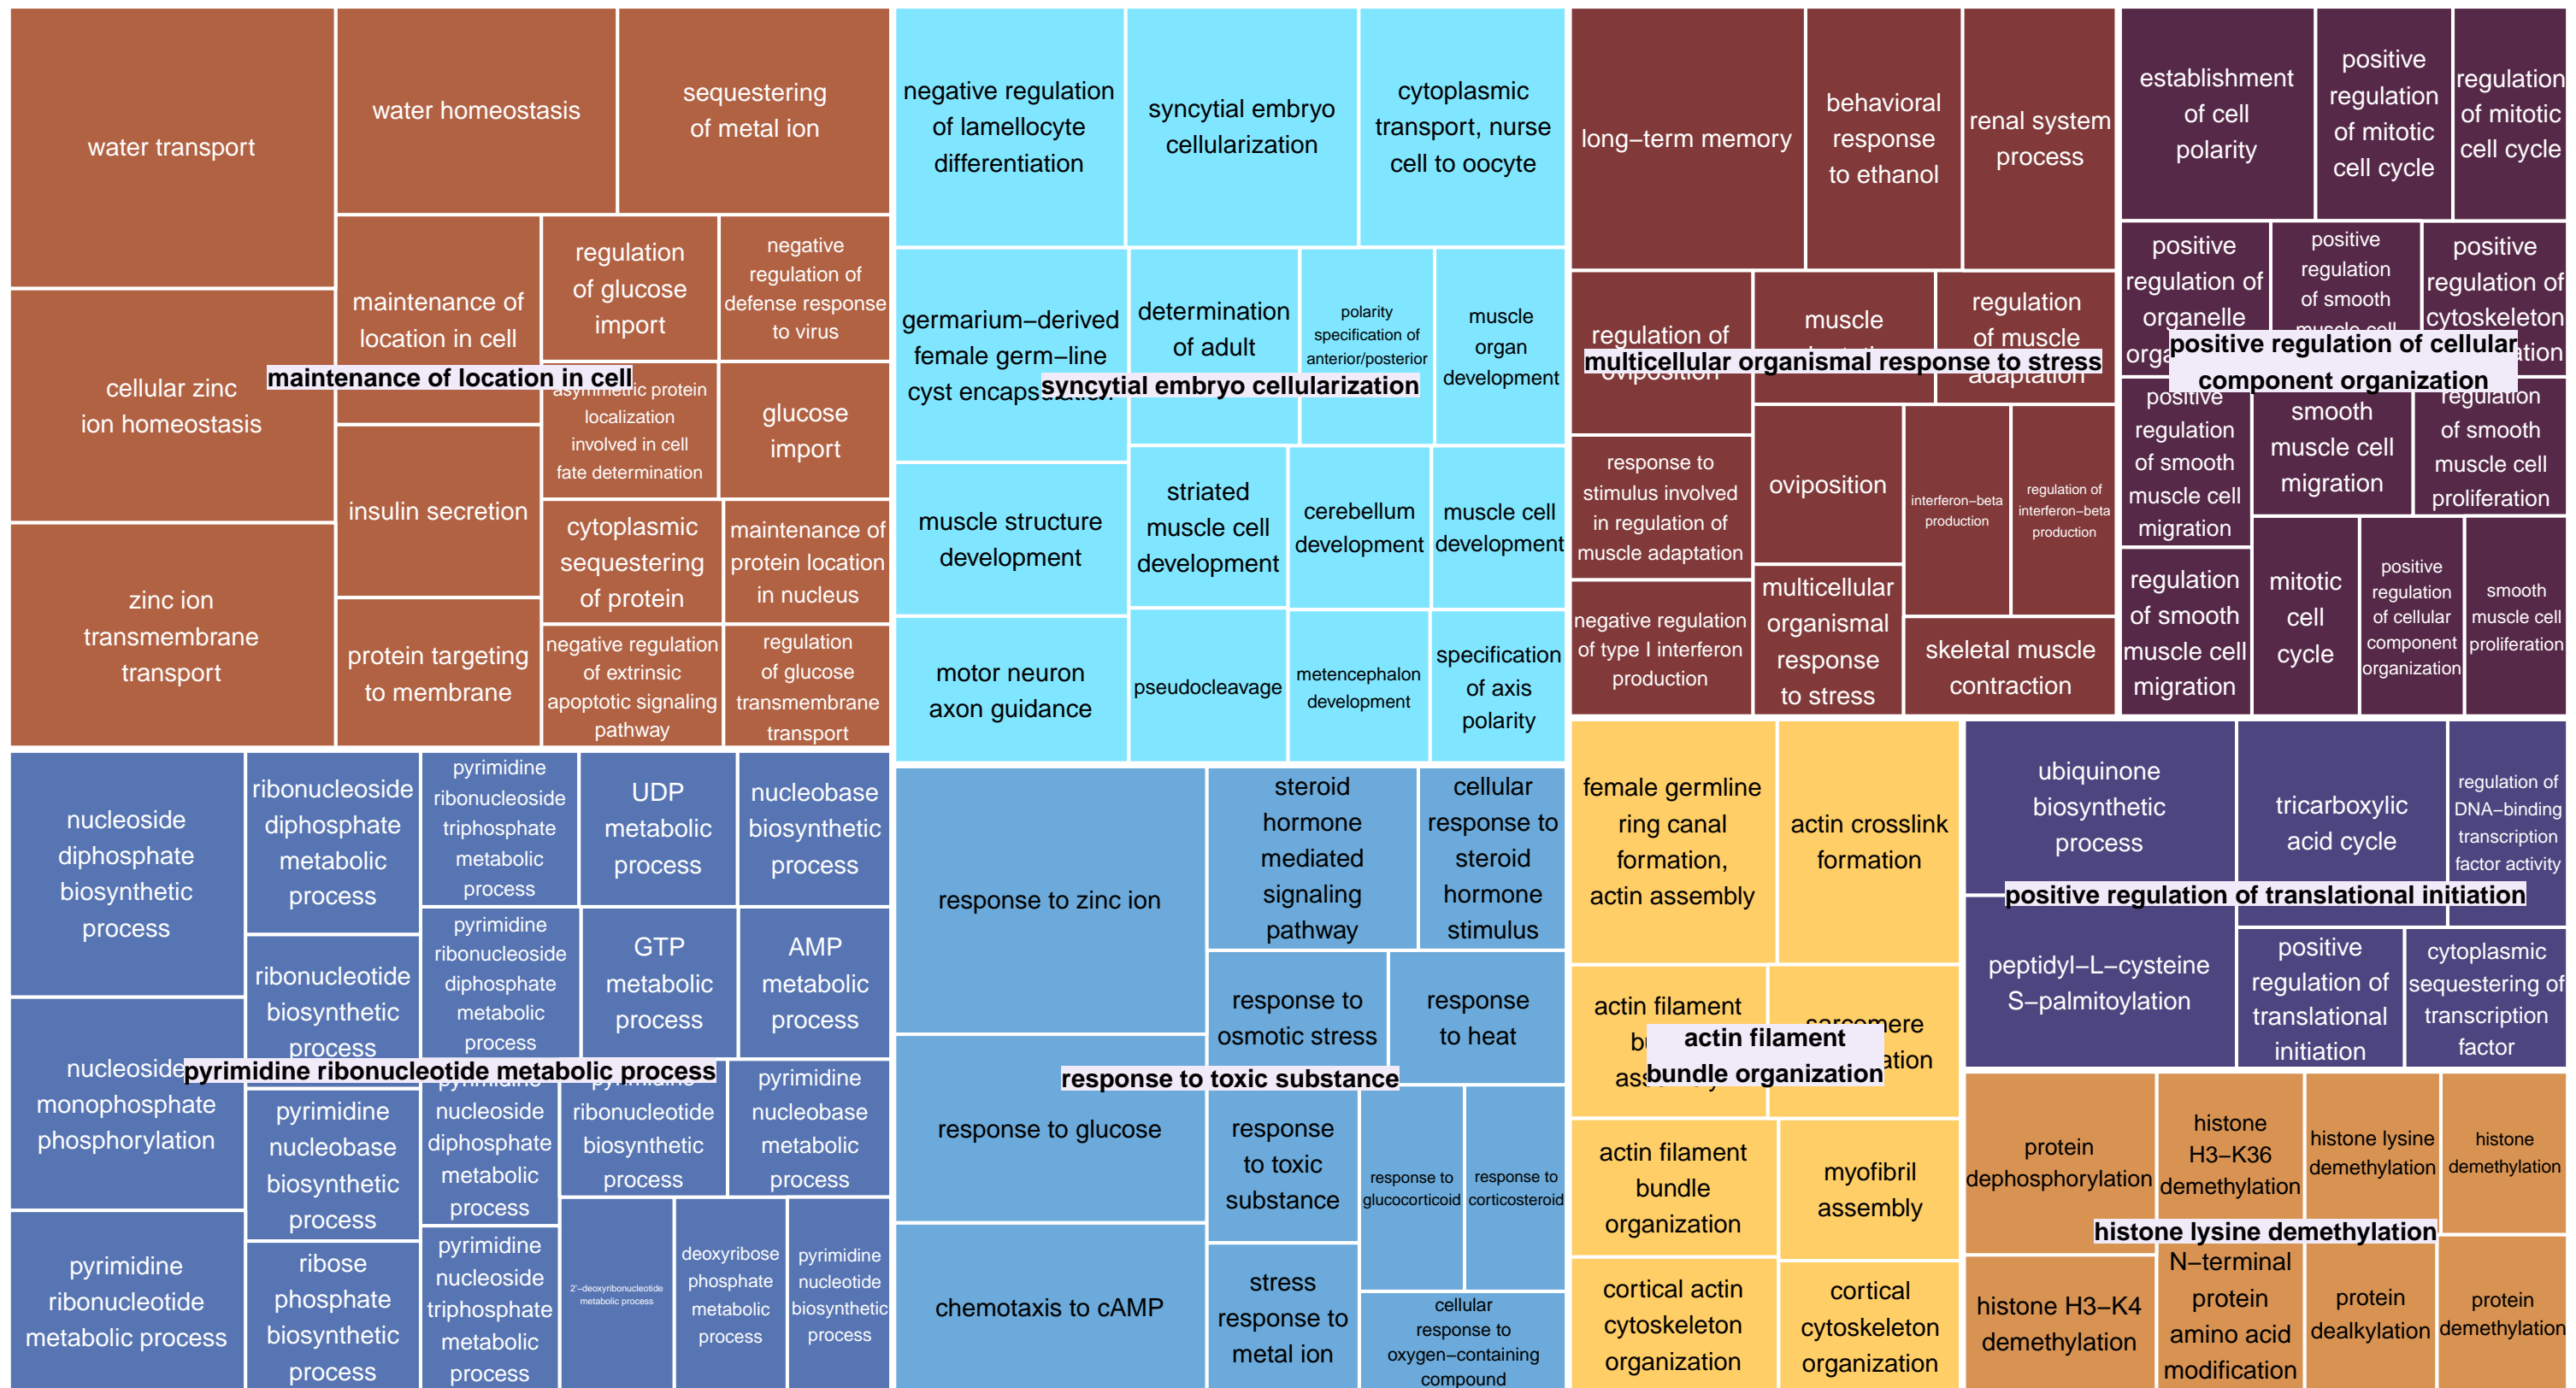 water transport
water homeostasis
sequestering
of metal ion
cellular zinc
ion homeostasis
zinc ion
transmembrane
transport
maintenance of
location in cell
regulation
of glucose
import
negative
regulation of
defense response
to virus
maintenance of location in cell
asymmetric protein
localization
involved in cell
fate determination
glucose
import
insulin secretion
cytoplasmic
sequestering
of protein
maintenance of
protein location
in nucleus
protein targeting
to membrane
negative regulation
of extrinsic
apoptotic signaling
pathway
regulation
of glucose
transmembrane
transport
negative regulation
of lamellocyte
differentiation
syncytial embryo
cellularization
cytoplasmic
transport, nurse
cell to oocyte
germarium−derived
female germ−line
cyst
determination
of adult
polarity
specification of
anterior/posterior
muscle
organ
development
syncytial embryo cellularization
muscle structure
development
striated
muscle cell
development
cerebellum
development
muscle cell
development
motor neuron
axon guidance
pseudocleavage
metencephalon
development
specification
of axis
polarity
long−term memory
behavioral
response
to ethanol
renal system
process
regulation of
oviposition
muscle
regulation
of muscle
adaptation
multicellular organismal response to stress
response to
stimulus involved
in regulation of
muscle adaptation
oviposition
interferon−beta
production
regulation of
interferon−beta
production
negative regulation
of type I interferon
production
multicellular
organismal
response
to stress
skeletal muscle
contraction
establishment
of cell
polarity
positive
regulation
of mitotic
cell cycle
regulation
of mitotic
cell cycle
positive
regulation of
organelle
positive
regulation
of smooth
muscle cell
positive
regulation of
cytoskeleton
positive regulation of cellular
component organization
positive
regulation
of smooth
muscle cell
migration
smooth
muscle cell
migration
regulation
of smooth
muscle cell
proliferation
regulation
of smooth
muscle cell
migration
mitotic
cell
cycle
positive
regulation
of cellular
component
organization
smooth
muscle cell
proliferation
nucleoside
diphosphate
biosynthetic
process
ribonucleoside
diphosphate
metabolic
process
pyrimidine
ribonucleoside
triphosphate
metabolic
process
UDP
metabolic
process
nucleobase
biosynthetic
process
ribonucleotide
biosynthetic
process
pyrimidine
ribonucleoside
diphosphate
metabolic
process
GTP
metabolic
process
AMP
metabolic
process
nucleoside
monophosphate
phosphorylation
pyrimidine ribonucleotide metabolic process
pyrimidine
nucleobase
biosynthetic
process
pyrimidine
nucleoside
diphosphate
metabolic
process
pyrimidine
ribonucleotide
biosynthetic
process
pyrimidine
nucleobase
metabolic
process
pyrimidine
ribonucleotide
metabolic process
ribose
phosphate
biosynthetic
process
pyrimidine
nucleoside
triphosphate
metabolic
process
2'−deoxyribonucleotide
metabolic process
deoxyribose
phosphate
metabolic
process
pyrimidine
nucleotide
biosynthetic
process
response to zinc ion
steroid
hormone
mediated
signaling
pathway
cellular
response to
steroid
hormone
stimulus
response to
osmotic stress
response
to heat
response to toxic substance
response to glucose
response
to toxic
substance
response to
glucocorticoid
response to
corticosteroid
chemotaxis to cAMP
stress
response to
metal ion
cellular
response to
oxygen−containing
compound
female germline
ring canal
formation,
actin assembly
actin crosslink
formation
actin filament
sarcomere
actin filament
bundle organization
actin filament
bundle
organization
myofibril
assembly
cortical actin
cytoskeleton
organization
cortical
cytoskeleton
organization
ubiquinone
biosynthetic
process
tricarboxylic
acid cycle
regulation of
DNA−binding
transcription
factor activity
positive regulation of translational initiation
peptidyl−L−cysteine
S−palmitoylation
positive
regulation of
translational
initiation
cytoplasmic
sequestering of
transcription
factor
protein
dephosphorylation
histone
H3−K36
demethylation
histone lysine
demethylation
histone
demethylation
histone lysine demethylation
histone H3−K4
demethylation
N−terminal
protein
amino acid
modification
protein
dealkylation
protein
demethylation